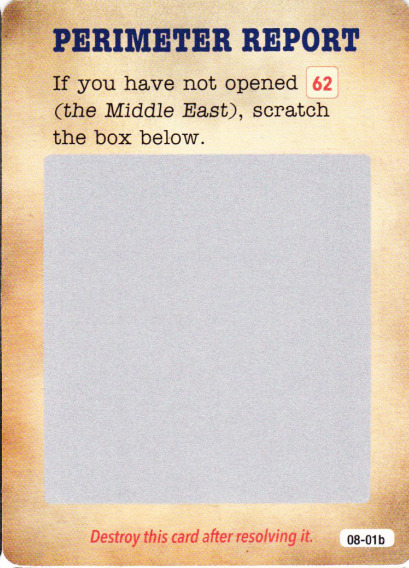 PERIMETER REPORT
If you have not opened 62
(the Middle East), scratch
the box below.
Destroy this card after resolving it.
08-01b